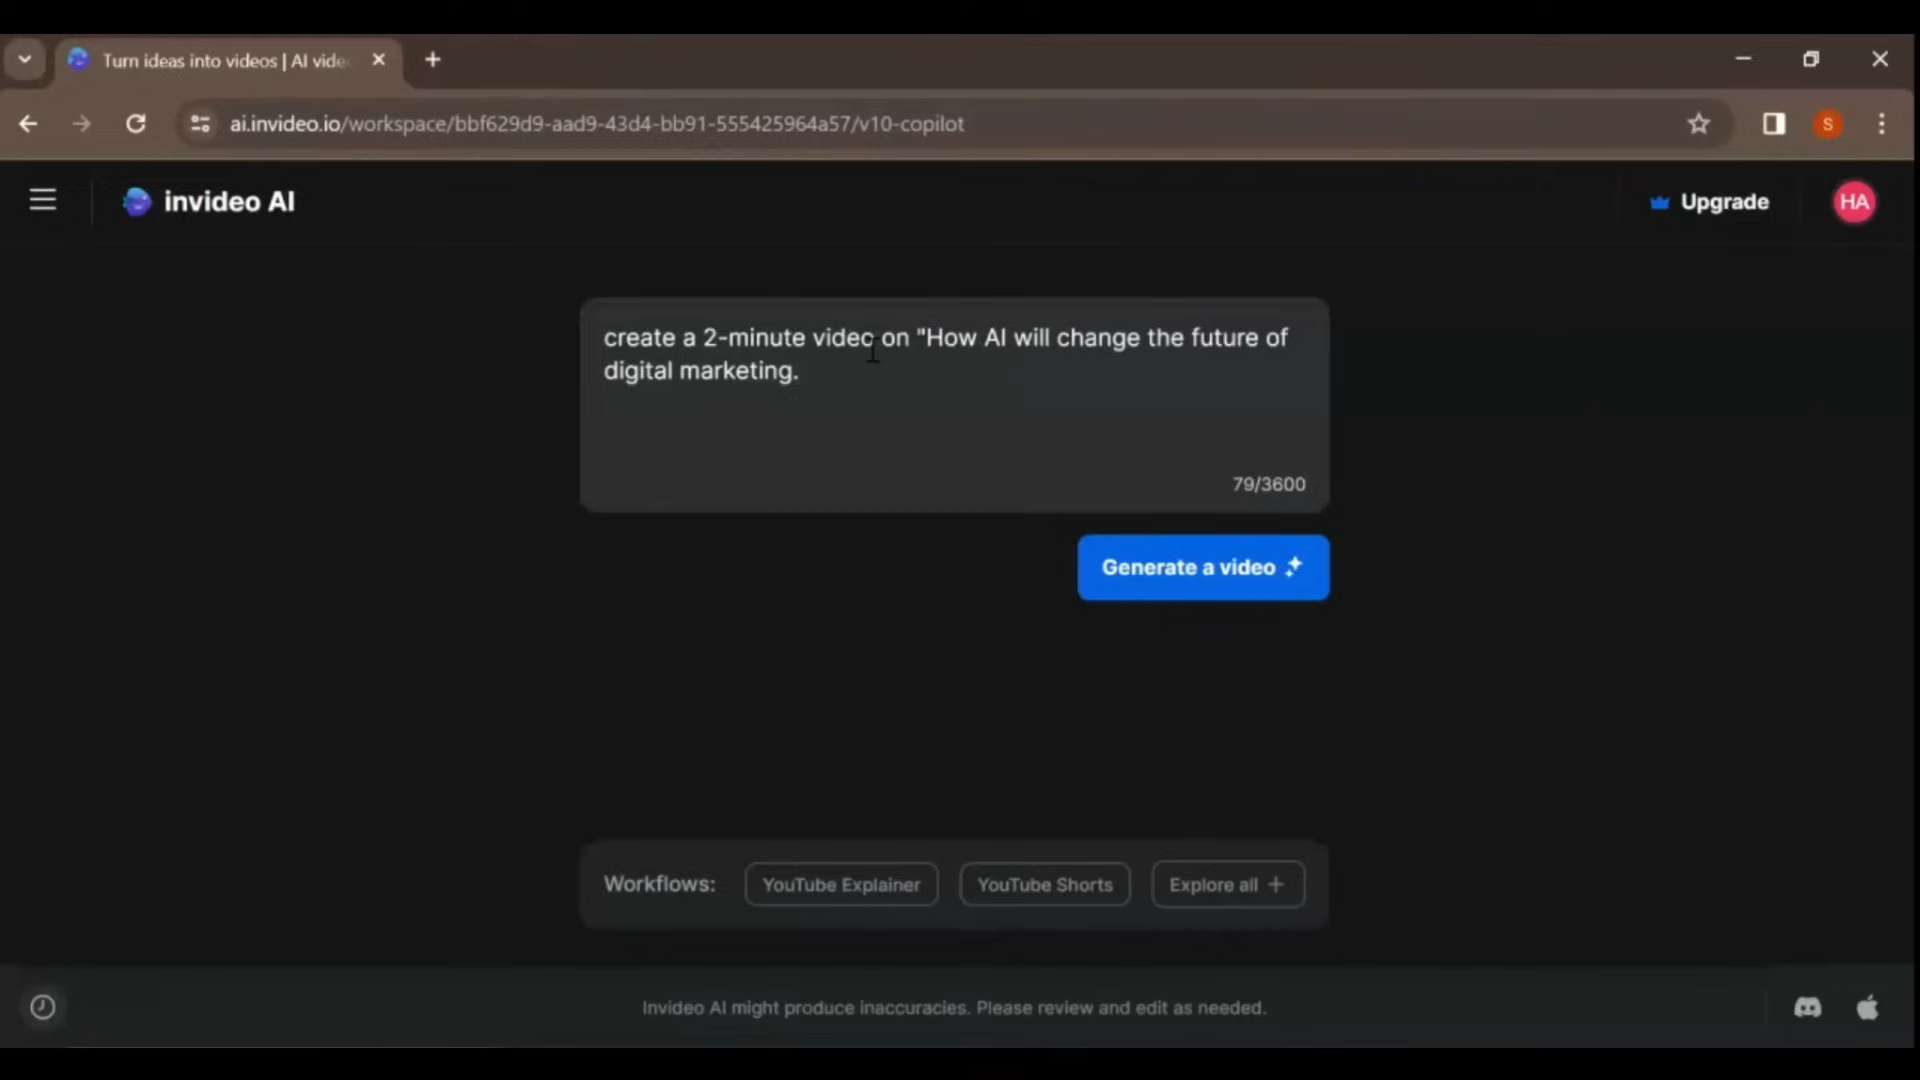 Turn ideas into videos | AI vide
ai.invideo.io/workspace/bbf629d9-aad9-43d4-bb91-555425964a57/v10-copilot
S
invideo AI
Upgrade
HA
create a 2-minute video on "How AI will change the future of
digital marketing.
79/3600
Generate a video
Workflows:
YouTube Explainer
YouTube Shorts
Explore all +
Invideo AI might produce inaccuracies. Please review and edit as needed.